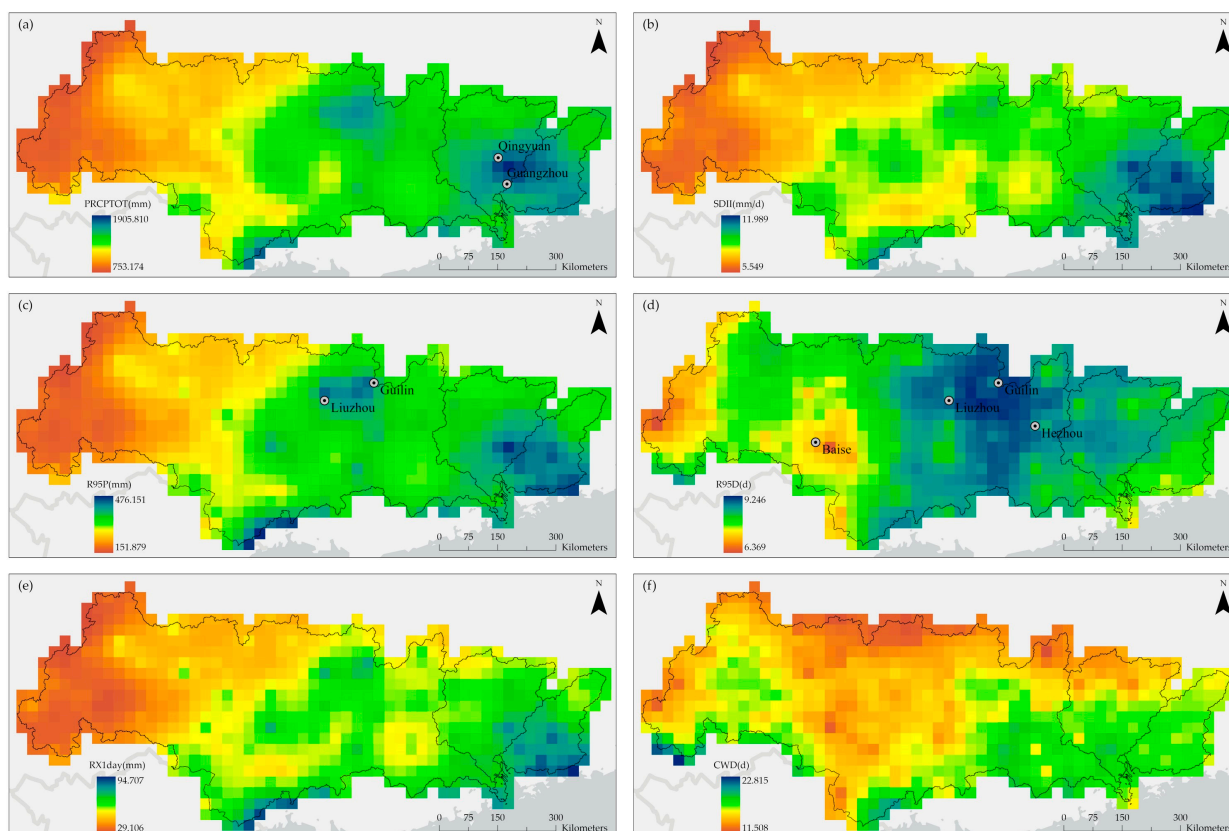 (a)
N
Qingyuan
Guangzhou
PRCPTOT(mm)
1905.810
753.174
0 75 150 300
Kilometers
(b)
N
SDII(mm/d)
11.989
5.549
0 75 150 300
Kilometers
(c)
N
Guilin
Liuzhou
R95P(mm)
476.151
151.879
0 75 150 300
Kilometers
(d)
N
Guilin
Liuzhou
Hezhou
Baise
R95D(d)
9.246
6.369
0 75 150 300
Kilometers
(e)
N
RX1day(mm)
94.707
29.106
0 75 150 300
Kilometers
(f)
N
CWD(d)
22.815
11.508
0 75 150 300
Kilometers